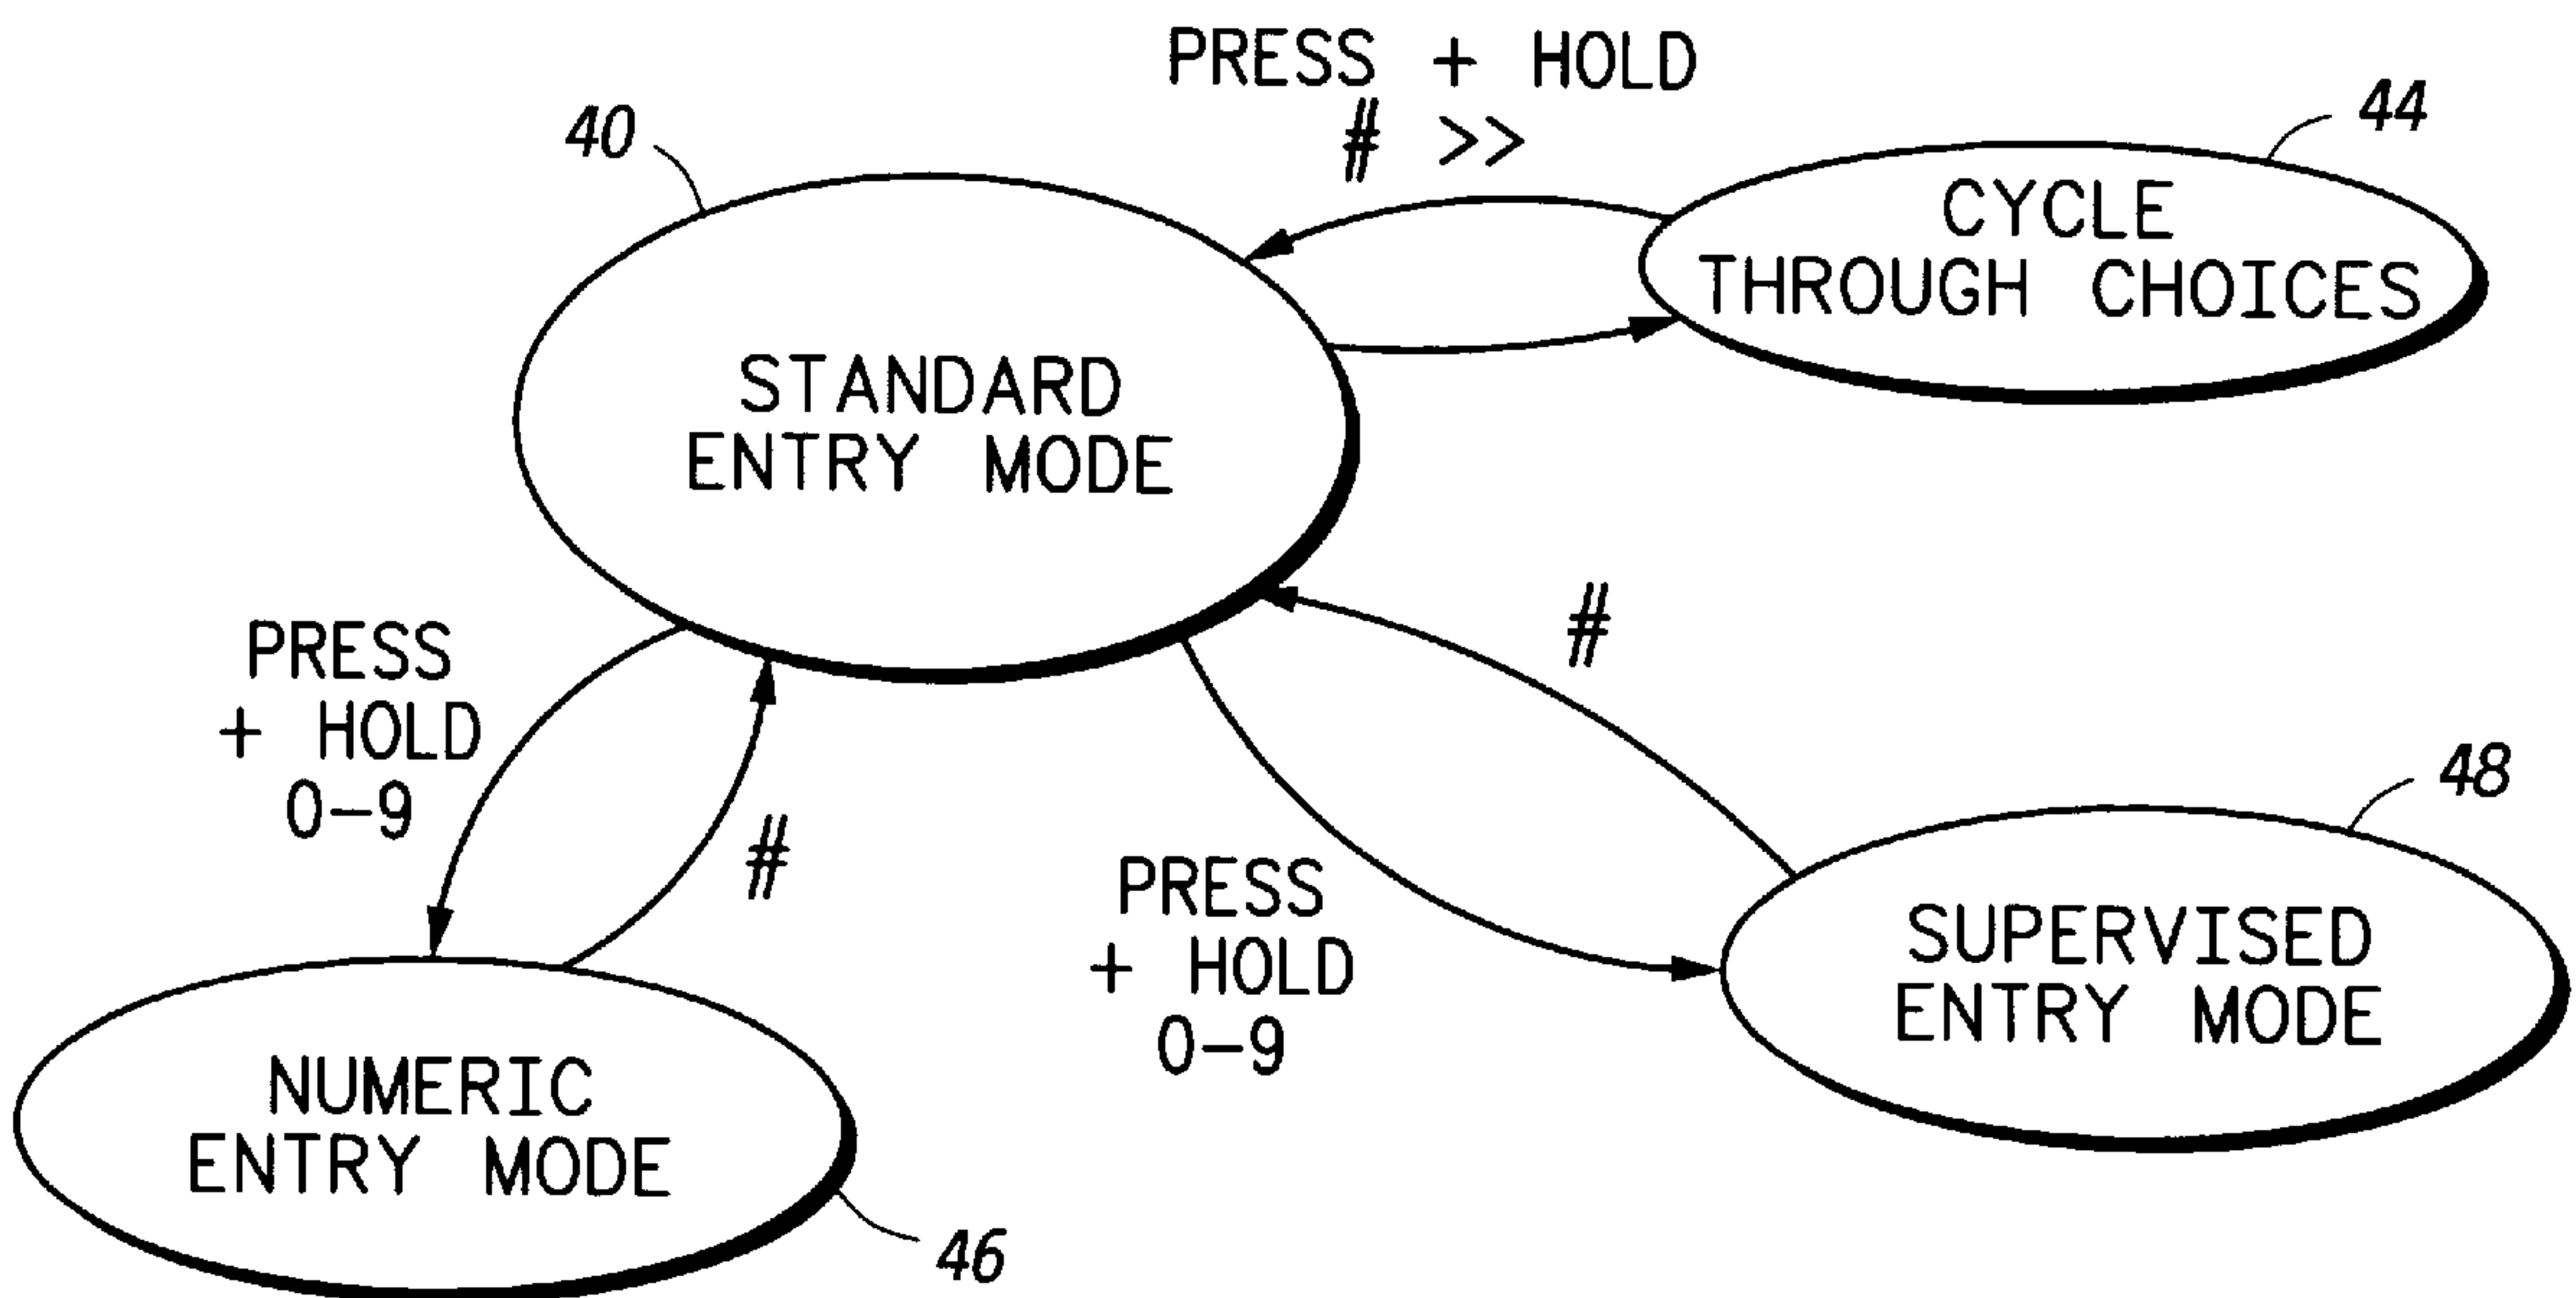 PRESS + HOLD
# >>
40
44
CYCLE
THROUGH CHOICES
STANDARD
ENTRY MODE
PRESS
+ HOLD
0-9
#
#
PRESS
+ HOLD
0-9
48
SUPERVISED
ENTRY MODE
NUMERIC
ENTRY MODE
46